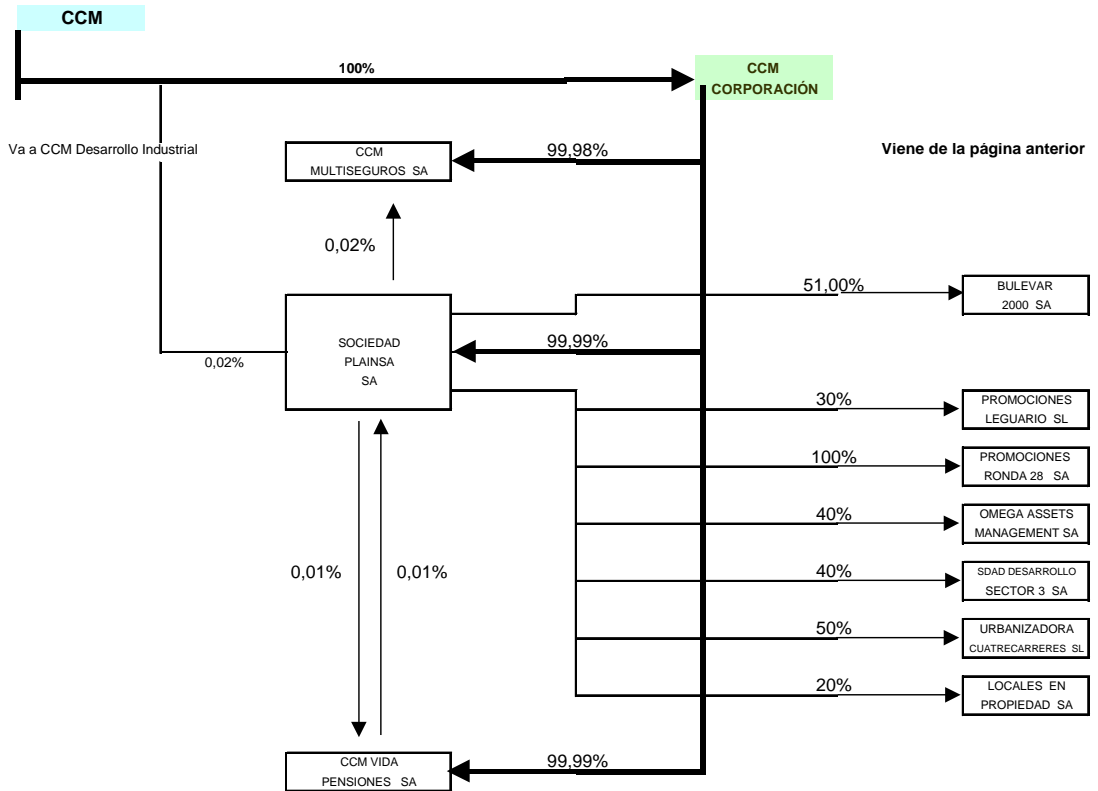 CCM
100%
CCM
CORPORACIÓN
Va a CCM Desarrollo Industrial
CCM
MULTISEGUROS SA
99,98%
Viene de la página anterior
0,02%
51,00%
BULEVAR
2000 SA
SOCIEDAD
PLAINSA
SA
99,99%
0,02%
30%
PROMOCIONES
LEGUARIO SL
100%
PROMOCIONES
RONDA 28 SA
40%
OMEGA ASSETS
MANAGEMENT SA
0,01%
0,01%
40%
SDAD DESARROLLO
SECTOR 3 SA
50%
URBANIZADORA
CUATRECARRERES SL
20%
LOCALES EN
PROPIEDAD SA
CCM VIDA
PENSIONES SA
99,99%